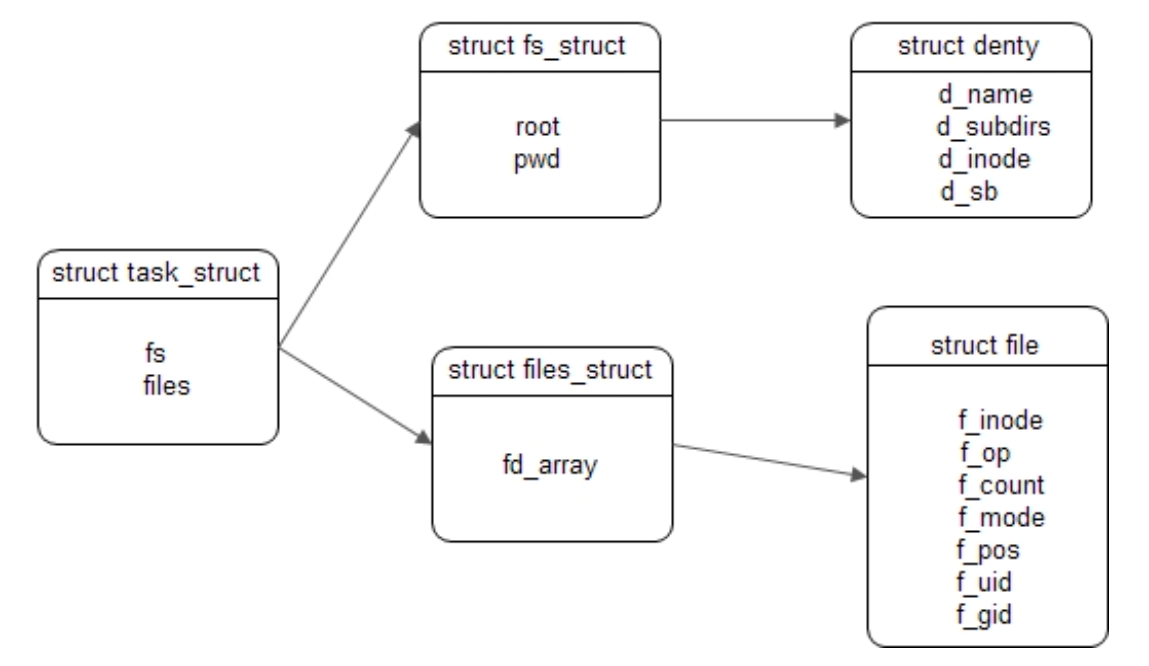 struct fs_struct
root
pwd
struct denty
d_name
d_subdirs
d_inode
d_sb
struct task_struct
fs
files
struct files_struct
fd_array
struct file
f_inode
f_op
f_count
f_mode
f_pos
f_uid
f_gid